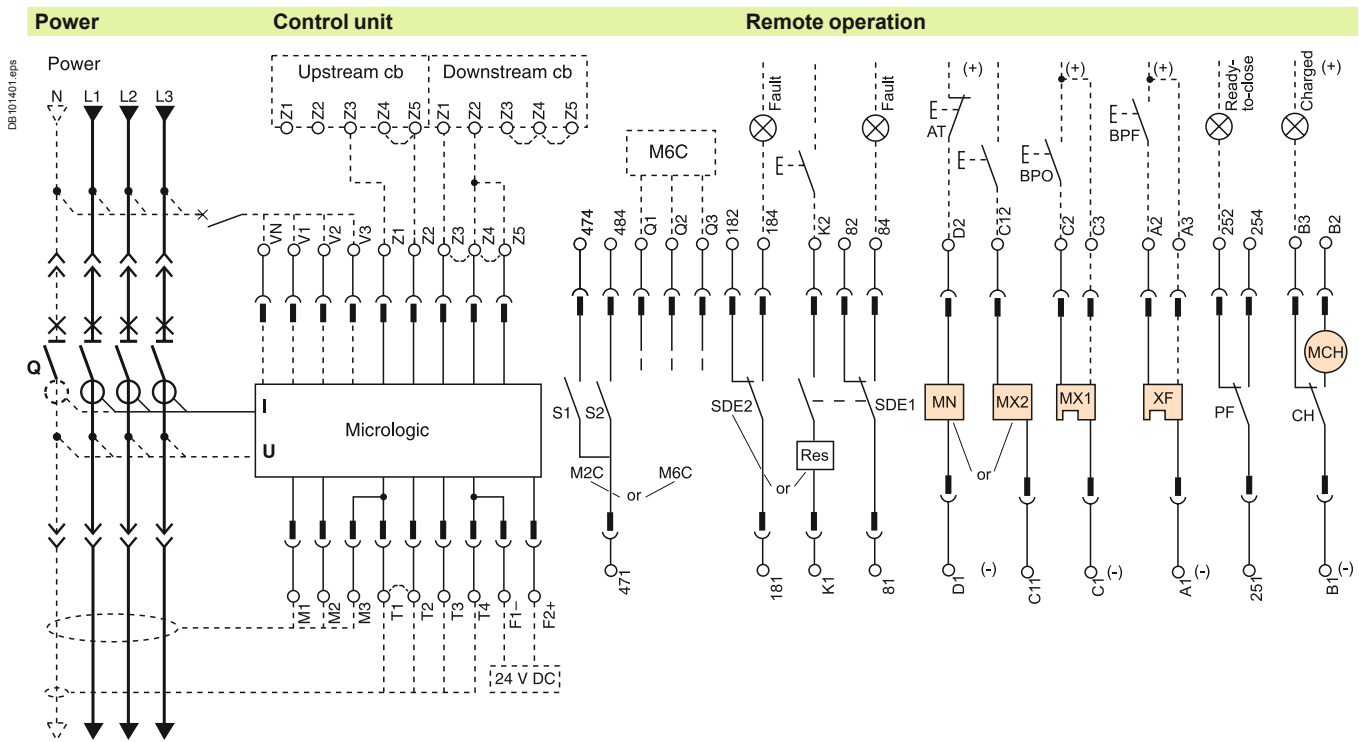 Power Control unit Remote operation
DB101401.eps
Power
N L1 L2 L3
Upstream cb Downstream cb
Z1 Z2 Z3 Z4 Z5 Z1 Z2 Z3 Z4 Z5
M6C
Fault Fault
AT (+)
BPO (+)
BPF (+)
Ready-
to-close
Charged (+)
VN V1 V2 V3 Z1 Z2 Z3 Z4 Z5
474 484 Q1 Q2 Q3 182 184 K2 82 84 D2 C12 C2 C3 A2 A3 252 254 B3 B2
Q
I
U
Micrologic
S1 S2 SDE2 SDE1 MN MX2 MX1 XF PF CH MCH
Res
M2C or M6C
or
or
471 181 K1 81 D1 (-) C11 C1 (-) A1 (-) 251 B1 (-)
M1 M2 M3 T1 T2 T3 T4 F1− F2+
24 V DC